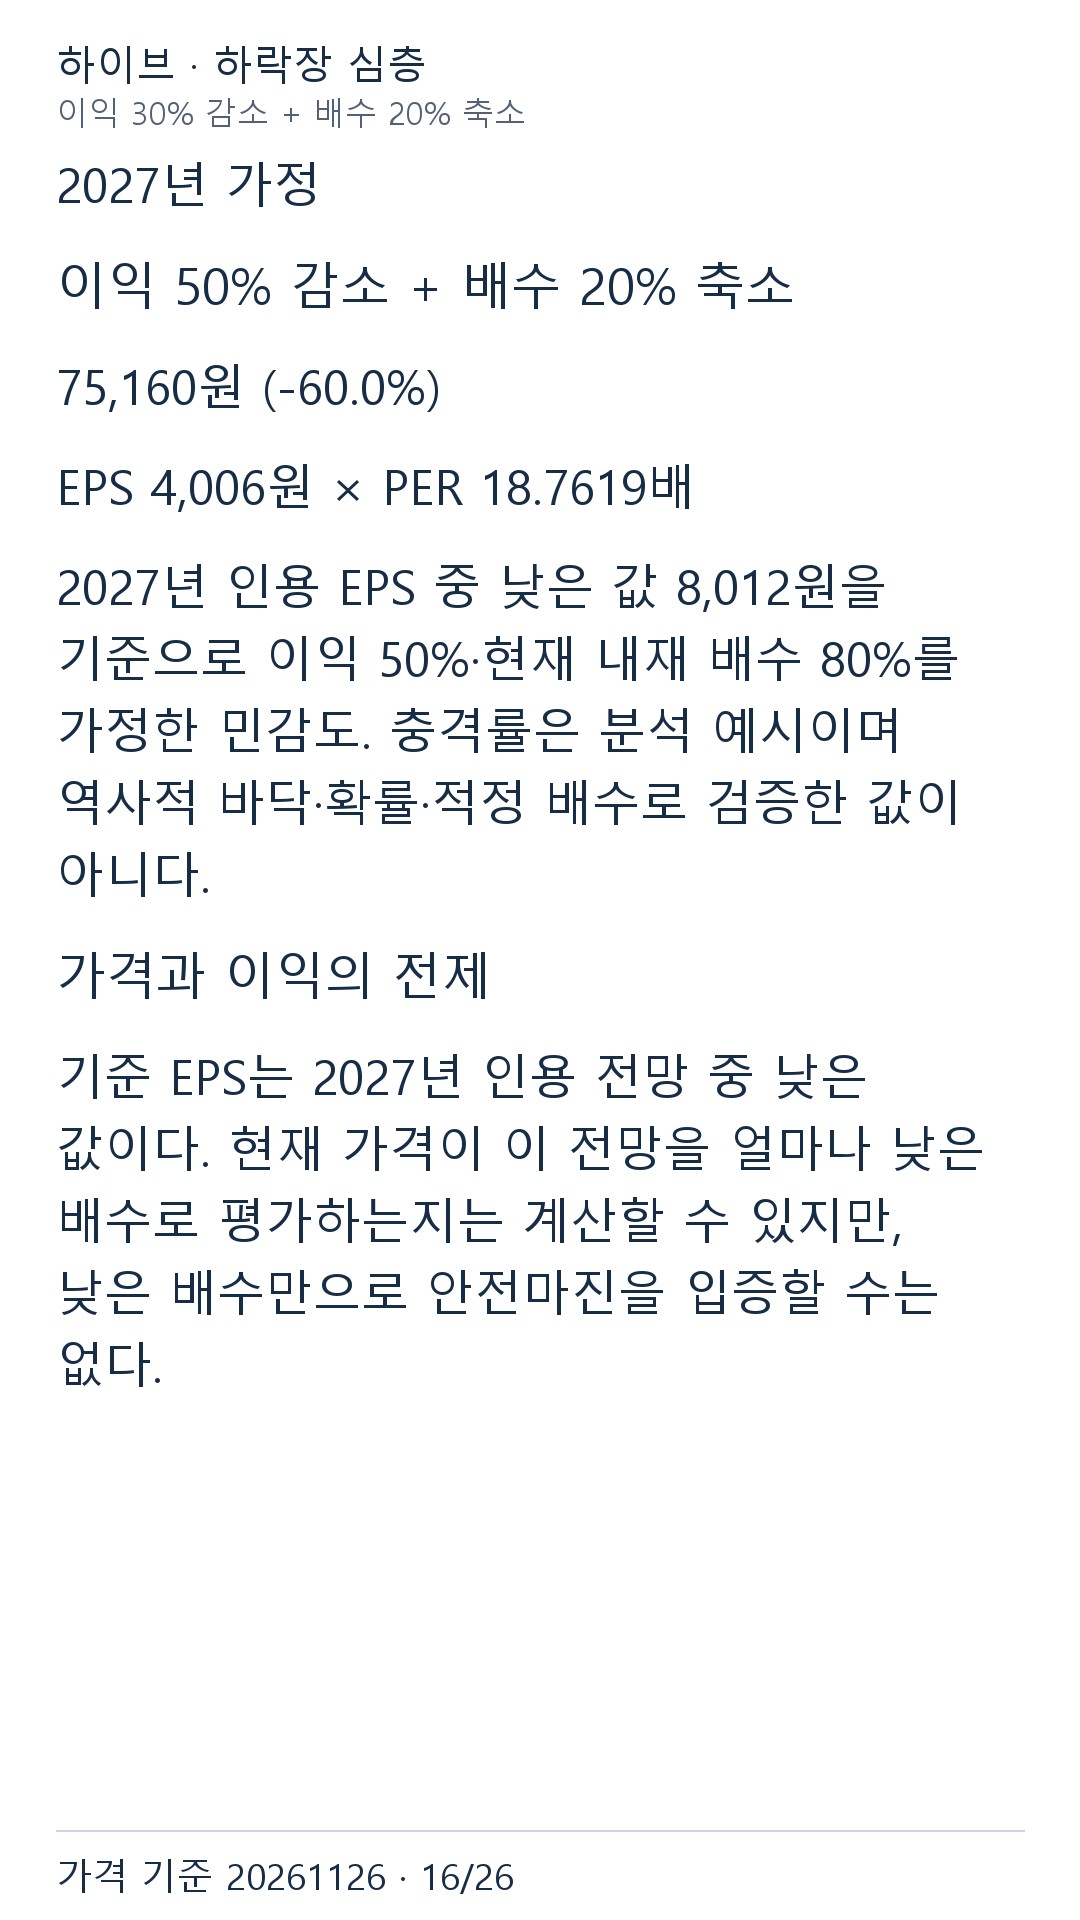 하이브 · 하락장 심층
이익 30% 감소 + 배수 20% 축소
2027년 가정
이익 50% 감소 + 배수 20% 축소
75,160원 (-60.0%)
EPS 4,006원 × PER 18.7619배
2027년 인용 EPS 중 낮은 값 8,012원을
기준으로 이익 50%·현재 내재 배수 80%를
가정한 민감도. 충격률은 분석 예시이며
역사적 바닥·확률·적정 배수로 검증한 값이
아니다.
가격과 이익의 전제
기준 EPS는 2027년 인용 전망 중 낮은
값이다. 현재 가격이 이 전망을 얼마나 낮은
배수로 평가하는지는 계산할 수 있지만,
낮은 배수만으로 안전마진을 입증할 수는
없다.
가격 기준 20261126 · 16/26